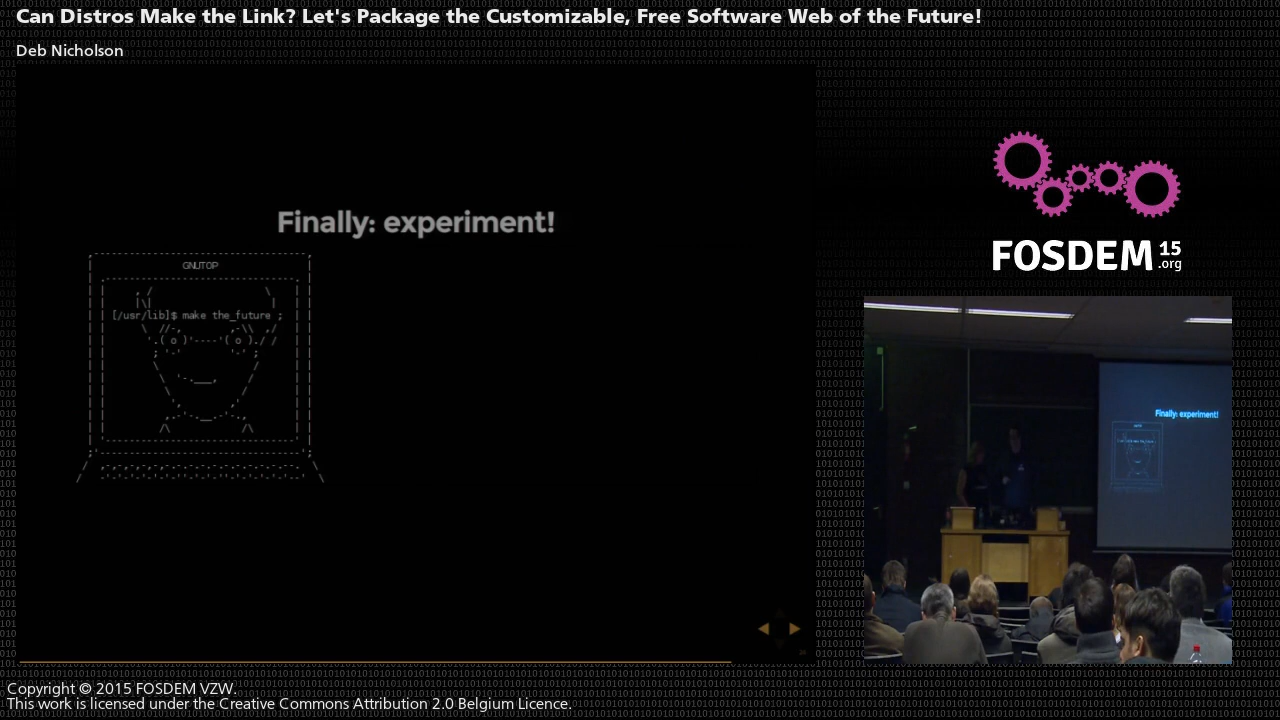 Can Distros Make the Link? Let's Package the Customizable, Free Software Web of the Future!
Deb Nicholson
Finally: experiment!
GNUTOP
[/usr/lib]$ make the_future ;
FOSDEM 15 .org
Finally: experiment!
Copyright © 2015 FOSDEM VZW.
This work is licensed under the Creative Commons Attribution 2.0 Belgium Licence.